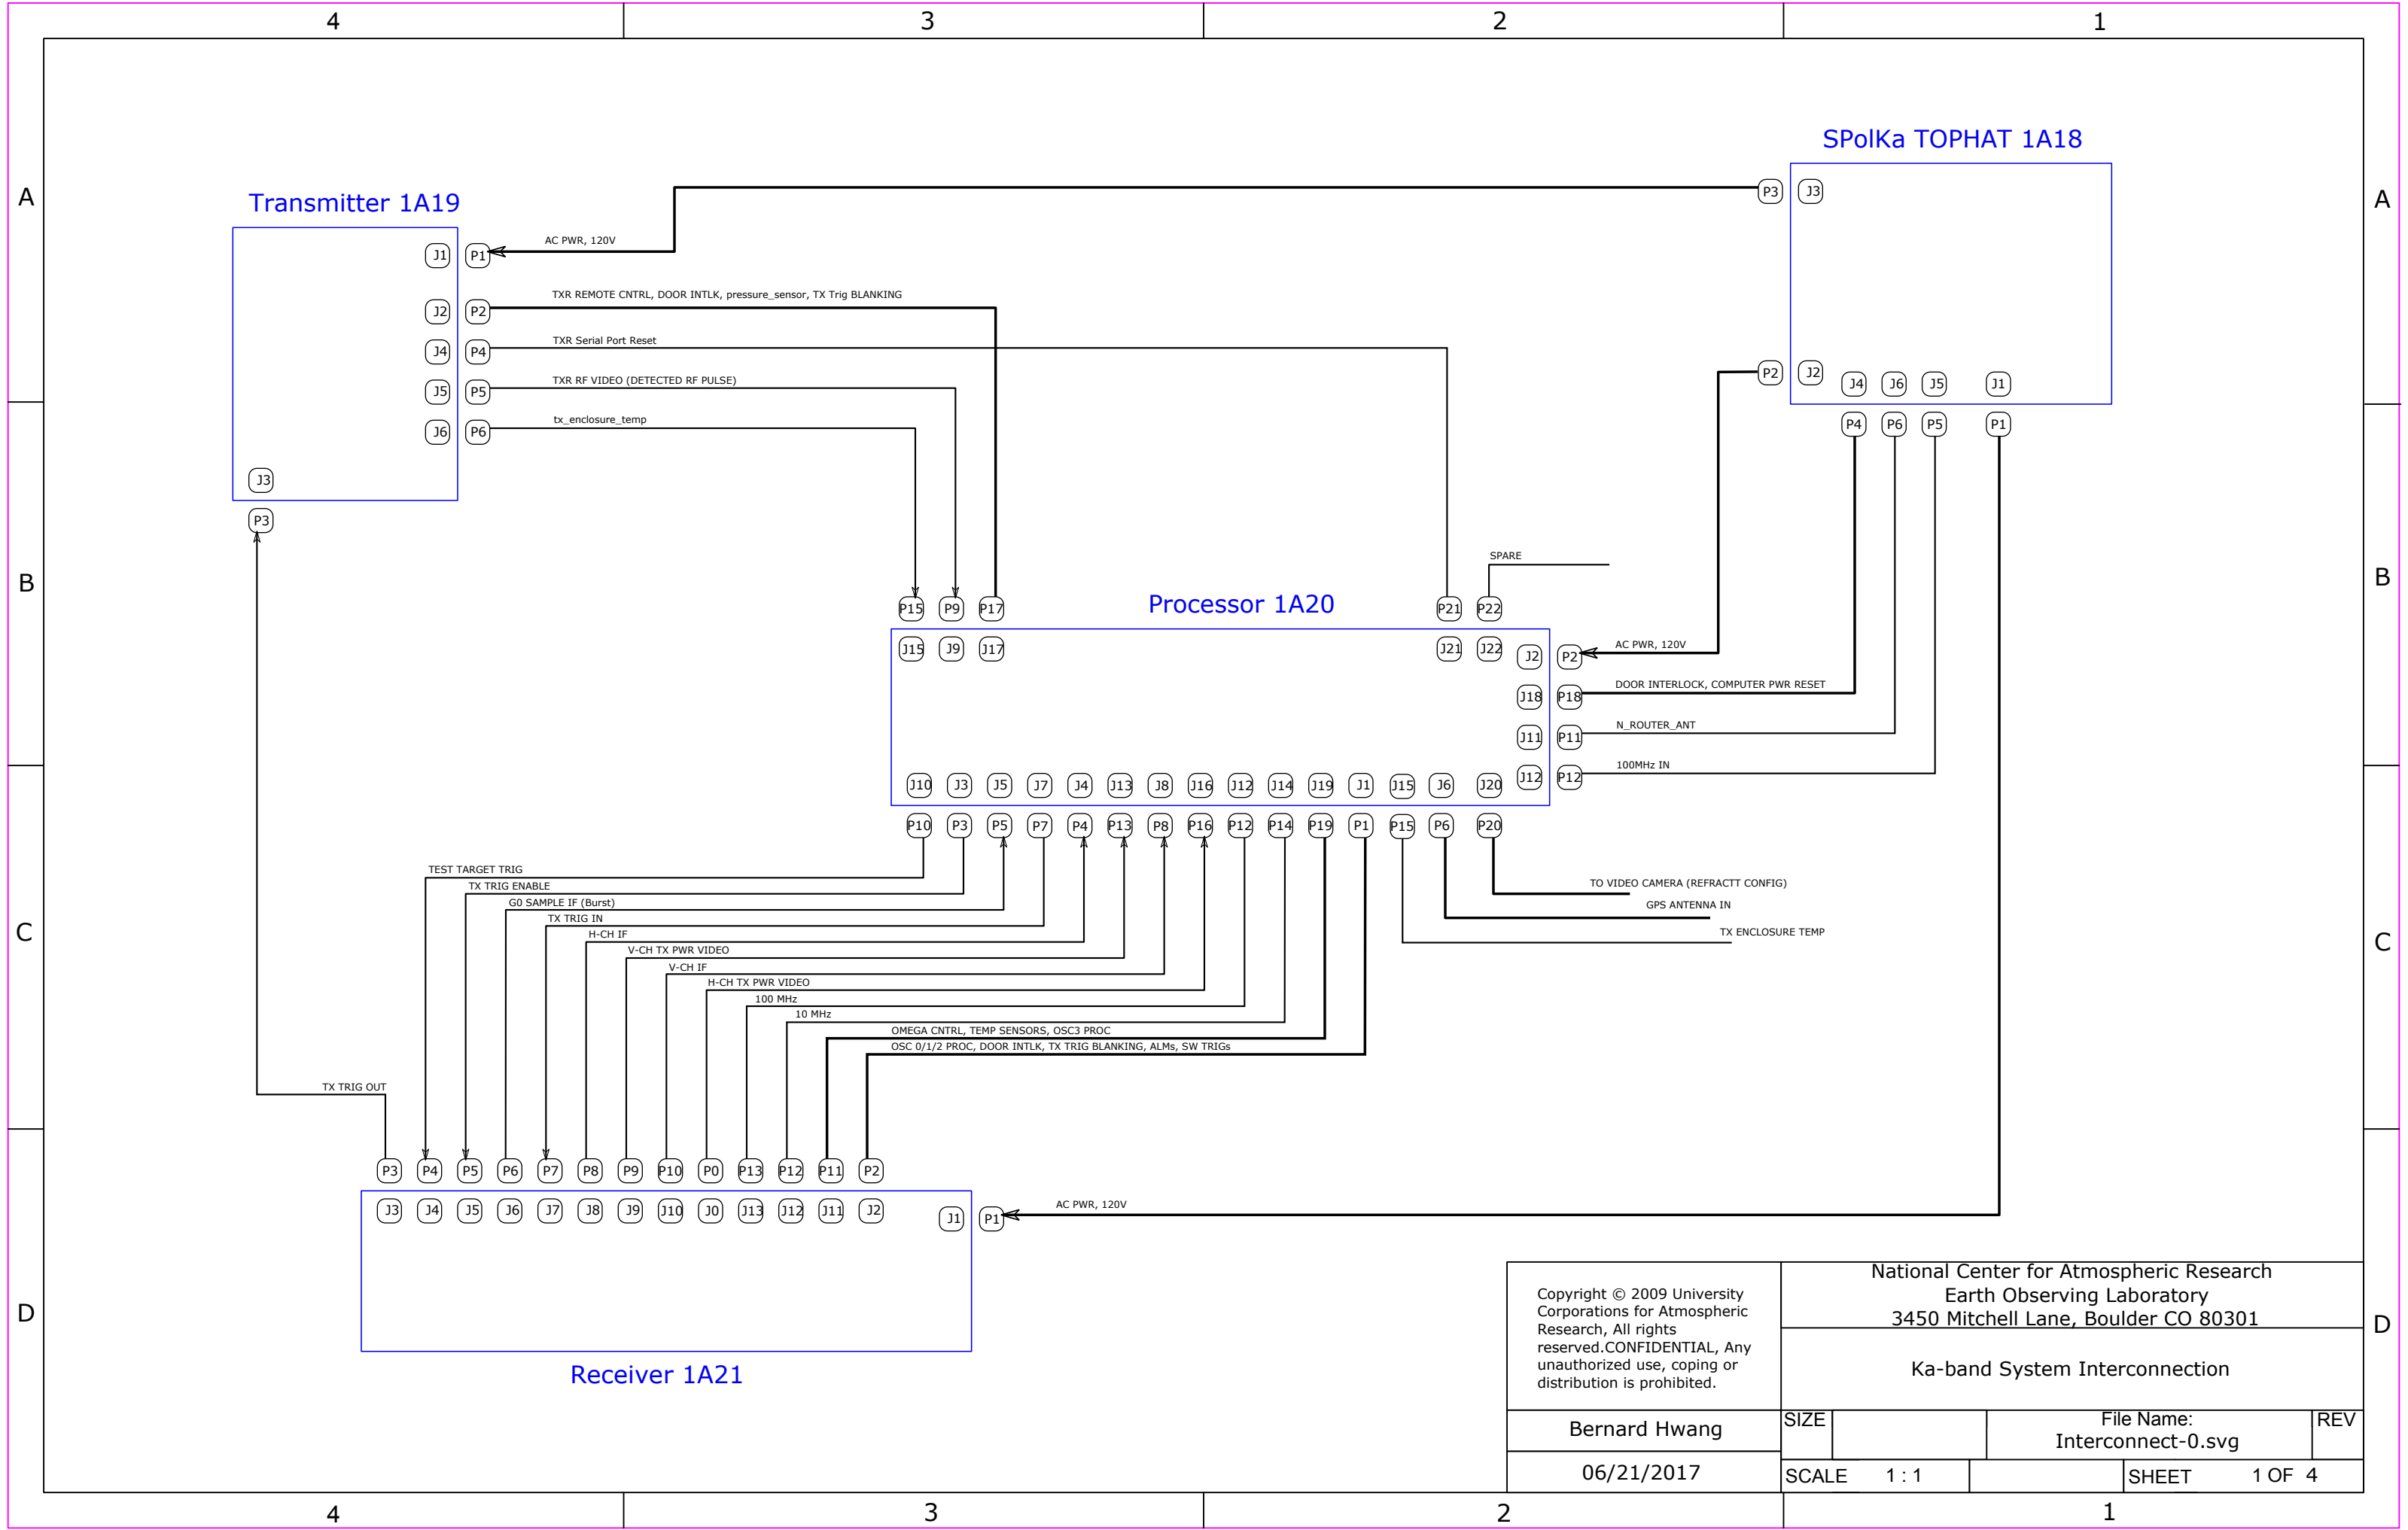 4
3
2
1
SPolKa TOPHAT 1A18
A
A
P3
J3
Transmitter 1A19
AC PWR, 120V
J1
P1
TXR REMOTE CNTRL, DOOR INTLK, pressure_sensor, TX Trig BLANKING
J2
P2
TXR Serial Port Reset
J4
P4
P2
J2
TXR RF VIDEO (DETECTED RF PULSE)
J5
P5
J4
J6
J5
J1
tx_enclosure_temp
J6
P6
P4
P6
P5
P1
J3
P3
SPARE
B
B
P15
P9
P17
Processor 1A20
P21
P22
J15
J9
J17
J21
J22
J2
P2
AC PWR, 120V
J18
P18
DOOR INTERLOCK, COMPUTER PWR RESET
J11
P11
N_ROUTER_ANT
J12
P12
100MHz IN
J10
J3
J5
J7
J4
J13
J8
J16
J12
J14
J19
J1
J15
J6
J20
P10
P3
P5
P7
P4
P13
P8
P16
P12
P14
P19
P1
P15
P6
P20
TEST TARGET TRIG
TX TRIG ENABLE
G0 SAMPLE IF (Burst)
TX TRIG IN
H-CH IF
V-CH TX PWR VIDEO
V-CH IF
H-CH TX PWR VIDEO
100 MHz
10 MHz
OMEGA CNTRL, TEMP SENSORS, OSC3 PROC
OSC 0/1/2 PROC, DOOR INTLK, TX TRIG BLANKING, ALMs, SW TRIGs
TO VIDEO CAMERA (REFRACTT CONFIG)
GPS ANTENNA IN
TX ENCLOSURE TEMP
C
C
TX TRIG OUT
P3
P4
P5
P6
P7
P8
P9
P10
P0
P13
P12
P11
P2
J3
J4
J5
J6
J7
J8
J9
J10
J0
J13
J12
J11
J2
J1
P1
AC PWR, 120V
Receiver 1A21
D
D
Copyright © 2009 University
Corporations for Atmospheric
Research, All rights
reserved.CONFIDENTIAL, Any
unauthorized use, coping or
distribution is prohibited.
National Center for Atmospheric Research
Earth Observing Laboratory
3450 Mitchell Lane, Boulder CO 80301
Ka-band System Interconnection
Bernard Hwang
06/21/2017
SIZE
File Name:
Interconnect-0.svg
REV
SCALE 1 : 1
SHEET 1 OF 4
4
3
2
1